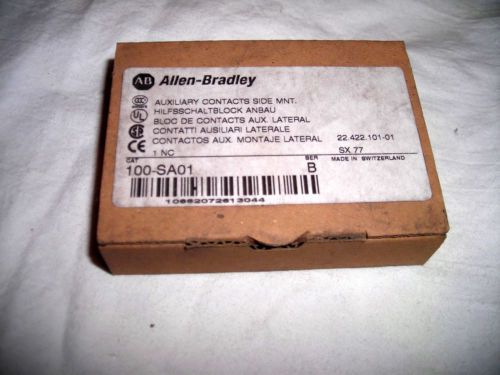 AB Allen-Bradley
AUXILIARY CONTACTS SIDE MNT.
HILFSSCHALTBLOCK ANBAU
BLOC DE CONTACTS AUX. LATERAL
CONTATTI AUSILIARI LATERALE
CONTACTOS AUX. MONTAJE LATERAL 22.422.101-01
1 NC SX 77
CAT SER MADE IN SWITZERLAND
100-SA01 B
10662072613044